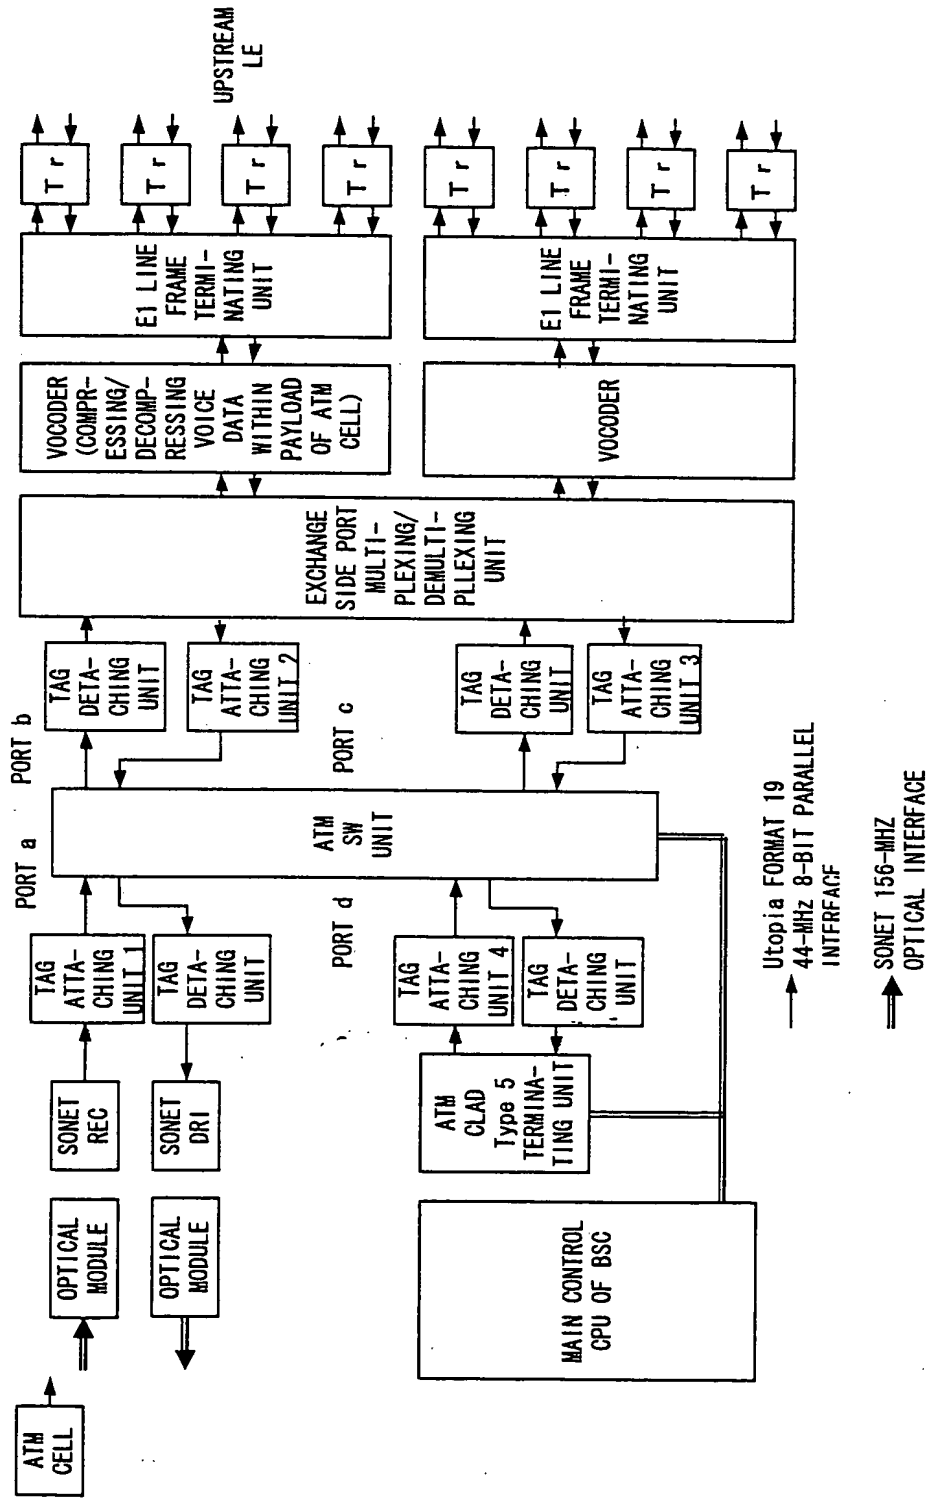 ATM
CELL
OPTICAL
MODULE
OPTICAL
MODULE
SONET
REC
SONET
DRI
TAG
ATTA-
CHING
UNIT 1
TAG
DETA-
CHING
UNIT
PORT a
PORT b
ATM
SW
UNIT
TAG
DETA-
CHING
UNIT
TAG
ATTA-
CHING
UNIT 2
PORT c
PORT d
TAG
DETA-
CHING
UNIT
TAG
ATTA-
CHING
UNIT 3
EXCHANGE
SIDE PORT
MULTI-
PLEXING/
DEMULTI-
PLLEXING
UNIT
VOCODER
(COMPR-
ESSING/
DECOMP-
RESSING
VOICE
DATA
WITHIN
PAYLOAD
OF ATM
CELL)
VOCODER
E1 LINE
FRAME
TERMI-
NATING
UNIT
E1 LINE
FRAME
TERMI-
NATING
UNIT
Tr
Tr
Tr
Tr
Tr
Tr
Tr
Tr
UPSTREAM
LE
MAIN CONTROL
CPU OF BSC
ATM
CLAD
Type 5
TERMINA-
TING UNIT
TAG
ATTA-
CHING
UNIT 4
TAG
DETA-
CHING
UNIT
Utopia FORMAT 19
44-MHz 8-BIT PARALLEL
INTERFACE
SONET 156-MHZ
OPTICAL INTERFACE